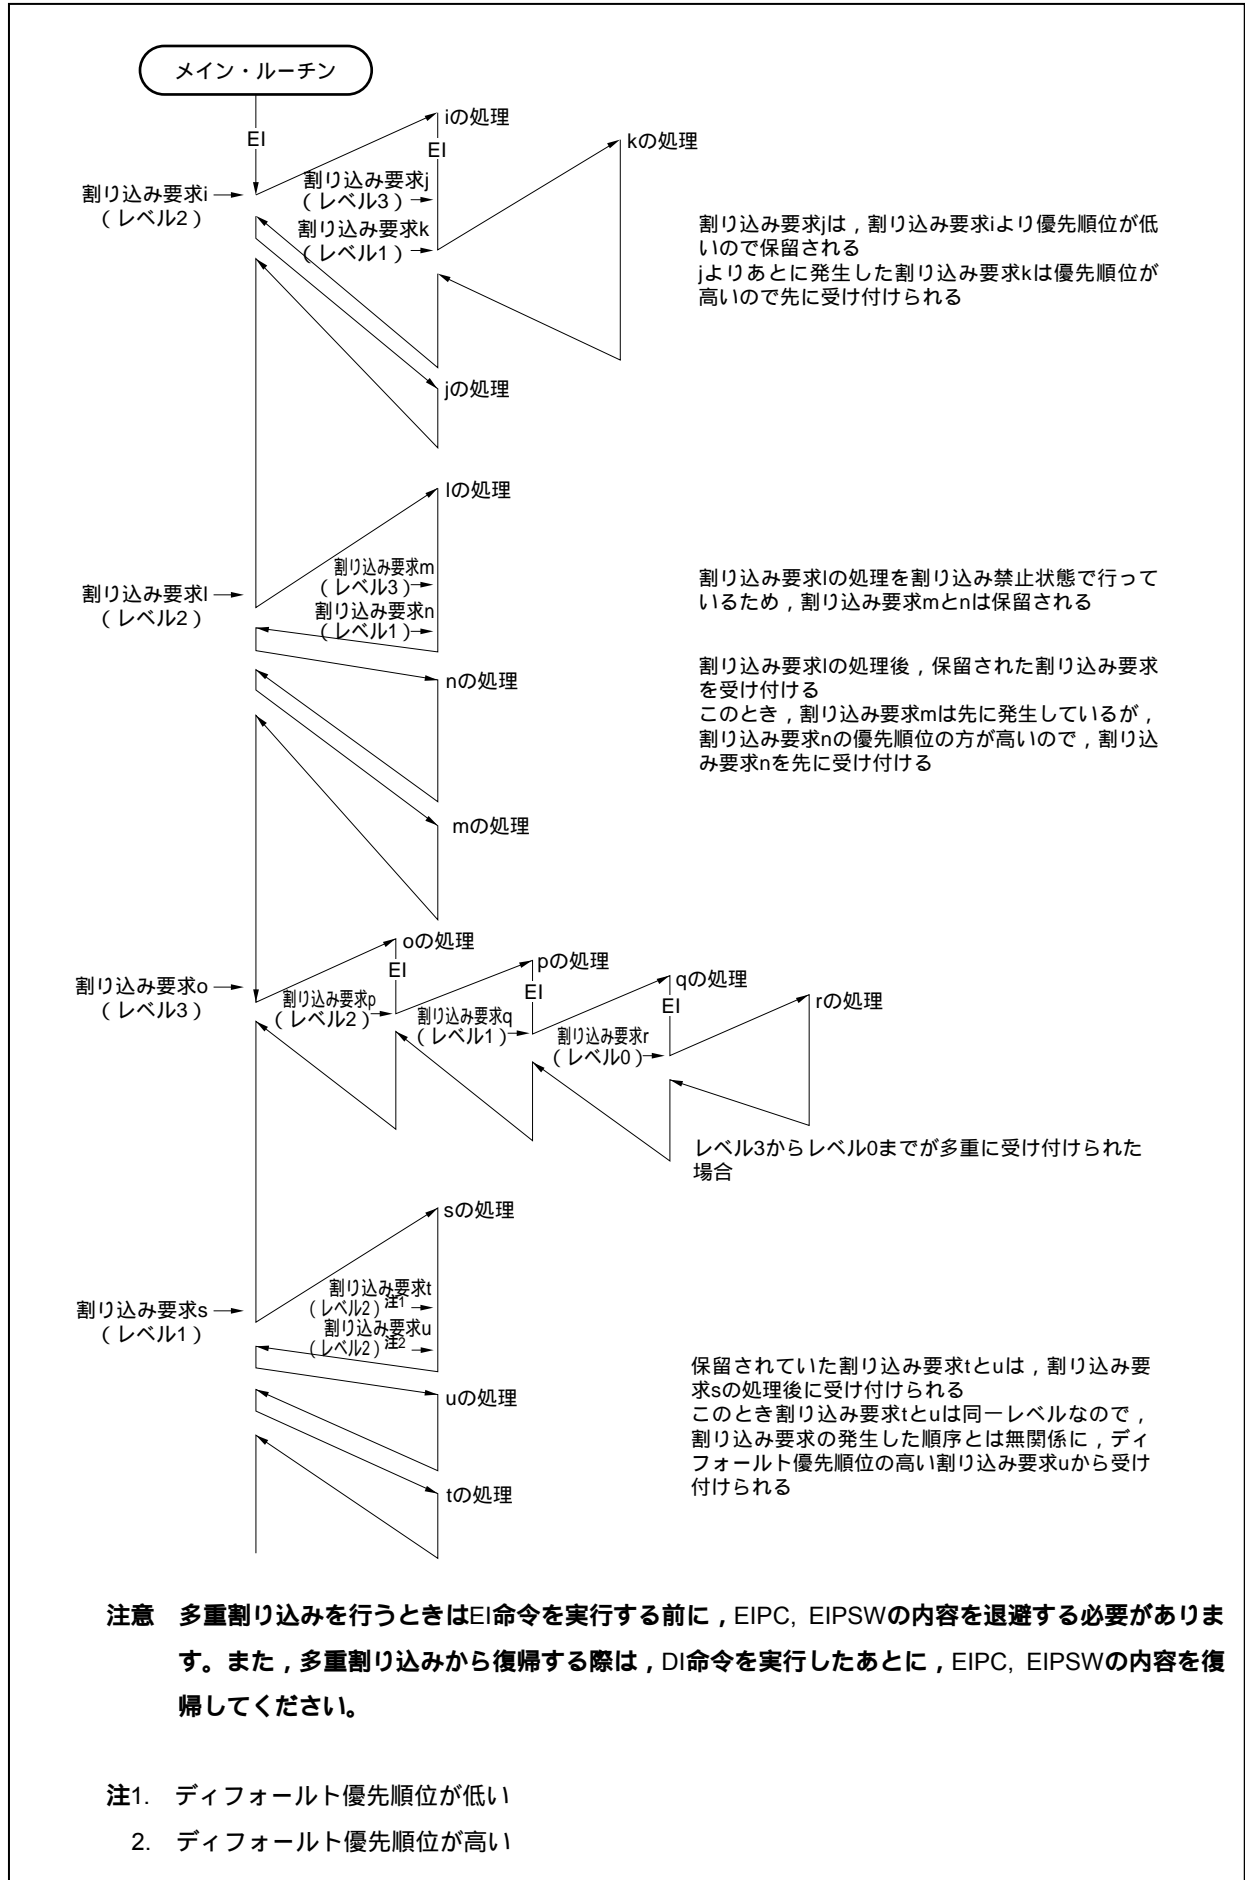 メイン・ルーチン
EI
割り込み要求i
(レベル2)
iの処理
EI
割り込み要求j
(レベル3)
割り込み要求k
(レベル1)
kの処理
割り込み要求jは,割り込み要求iより優先順位が低
いので保留される
jよりあとに発生した割り込み要求kは優先順位が
高いので先に受け付けられる
jの処理
lの処理
割り込み要求l
(レベル2)
割り込み要求m
(レベル3)
割り込み要求n
(レベル1)
割り込み要求lの処理を割り込み禁止状態で行って
いるため,割り込み要求mとnは保留される
nの処理
割り込み要求lの処理後,保留された割り込み要求
を受け付ける
このとき,割り込み要求mは先に発生しているが,
割り込み要求nの優先順位の方が高いので,割り込
み要求nを先に受け付ける
mの処理
割り込み要求o
(レベル3)
oの処理
EI
割り込み要求p
(レベル2)
pの処理
EI
割り込み要求q
(レベル1)
qの処理
EI
割り込み要求r
(レベル0)
rの処理
レベル3からレベル0までが多重に受け付けられた
場合
sの処理
割り込み要求s
(レベル1)
割り込み要求t
(レベル2)注1
割り込み要求u
(レベル2)注2
uの処理
保留されていた割り込み要求tとuは,割り込み要
求sの処理後に受け付けられる
このとき割り込み要求tとuは同一レベルなので,
割り込み要求の発生した順序とは無関係に,ディ
フォールト優先順位の高い割り込み要求uから受け
付けられる
tの処理
注意 多重割り込みを行うときはEI命令を実行する前に,EIPC, EIPSWの内容を退避する必要がありま
す。また,多重割り込みから復帰する際は,DI命令を実行したあとに,EIPC, EIPSWの内容を復
帰してください。
注1. ディフォールト優先順位が低い
2. ディフォールト優先順位が高い